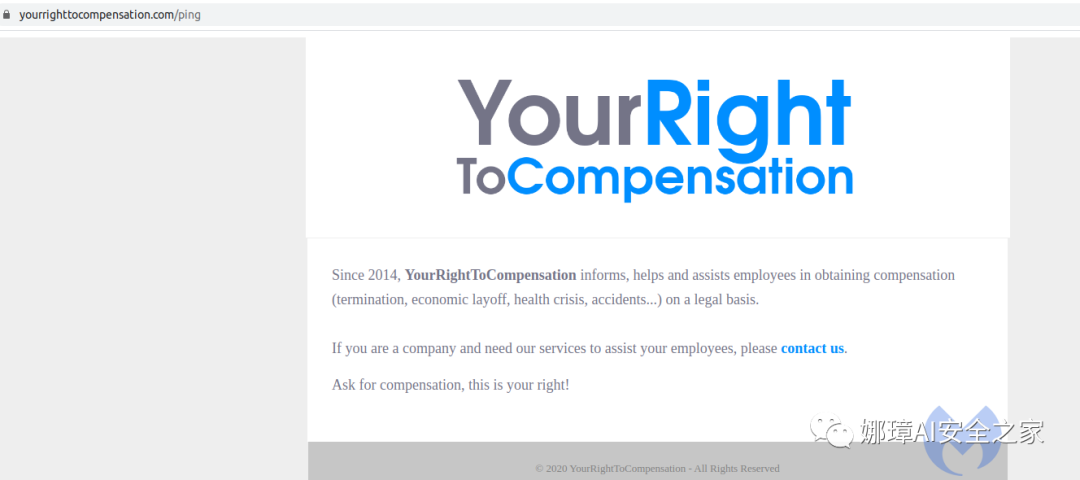 yourrighttocompensation.com/ping
YourRight
ToCompensation
Since 2014, YourRightToCompensation informs, helps and assists employees in obtaining compensation
(termination, economic layoff, health crisis, accidents...) on a legal basis.
If you are a company and need our services to assist your employees, please contact us.
Ask for compensation, this is your right!
娜璋AI安全之家
© 2020 YourRightToCompensation - All Rights Reserved